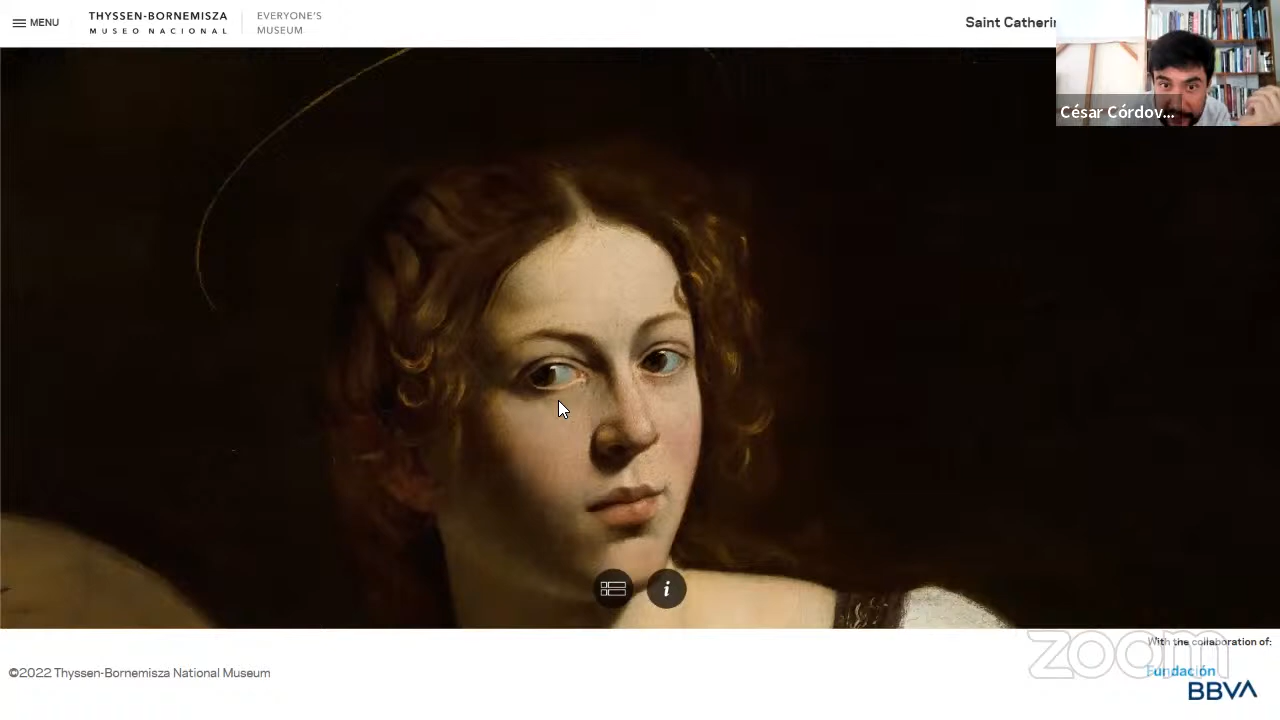 MENU
THYSSEN-BORNEMISZA
MUSEO NACIONAL
EVERYONE'S
MUSEUM
Saint Catherin
César Córdov...
i
With the collaboration of:
zoom
Fundación
BBVA
©2022 Thyssen-Bornemisza National Museum